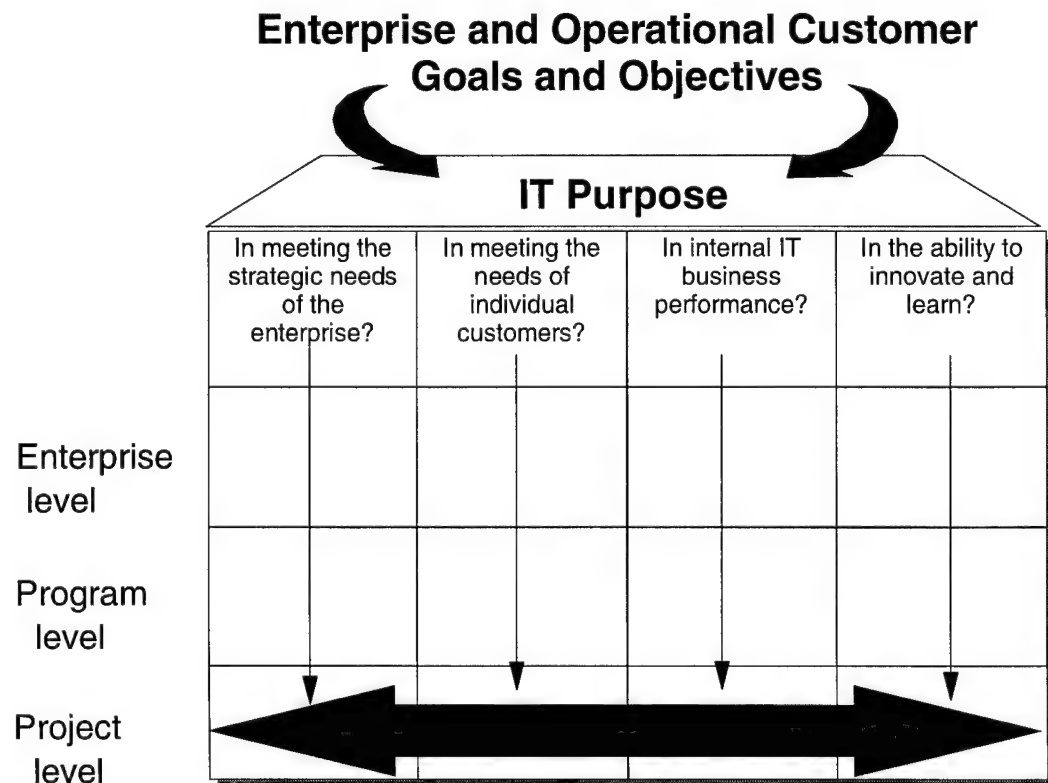 Enterprise and Operational Customer
Goals and Objectives
IT Purpose
In meeting the
strategic needs
of the
enterprise?
In meeting the
needs of
individual
customers?
In internal IT
business
performance?
In the ability to
innovate and
learn?
Enterprise
level
Program
level
Project
level